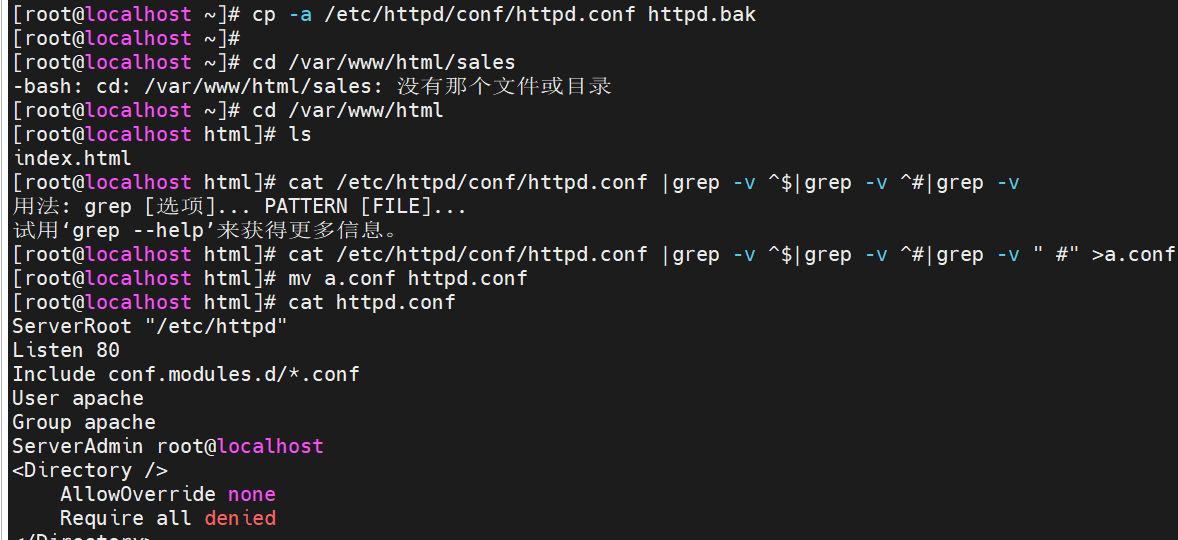 [root@localhost ~]# cp -a /etc/httpd/conf/httpd.conf httpd.bak
[root@localhost ~]#
[root@localhost ~]# cd /var/www/html/sales
-bash: cd: /var/www/html/sales: 没有那个文件或目录
[root@localhost ~]# cd /var/www/html
[root@localhost html]# ls
index.html
[root@localhost html]# cat /etc/httpd/conf/httpd.conf |grep -v ^$|grep -v ^#|grep -v
用法: grep [选项]... PATTERN [FILE]...
试用‘grep --help’来获得更多信息。
[root@localhost html]# cat /etc/httpd/conf/httpd.conf |grep -v ^$|grep -v ^#|grep -v " #" >a.conf
[root@localhost html]# mv a.conf httpd.conf
[root@localhost html]# cat httpd.conf
ServerRoot "/etc/httpd"
Listen 80
Include conf.modules.d/*.conf
User apache
Group apache
ServerAdmin root@localhost
<Directory />
    AllowOverride none
    Require all denied
</Directory>